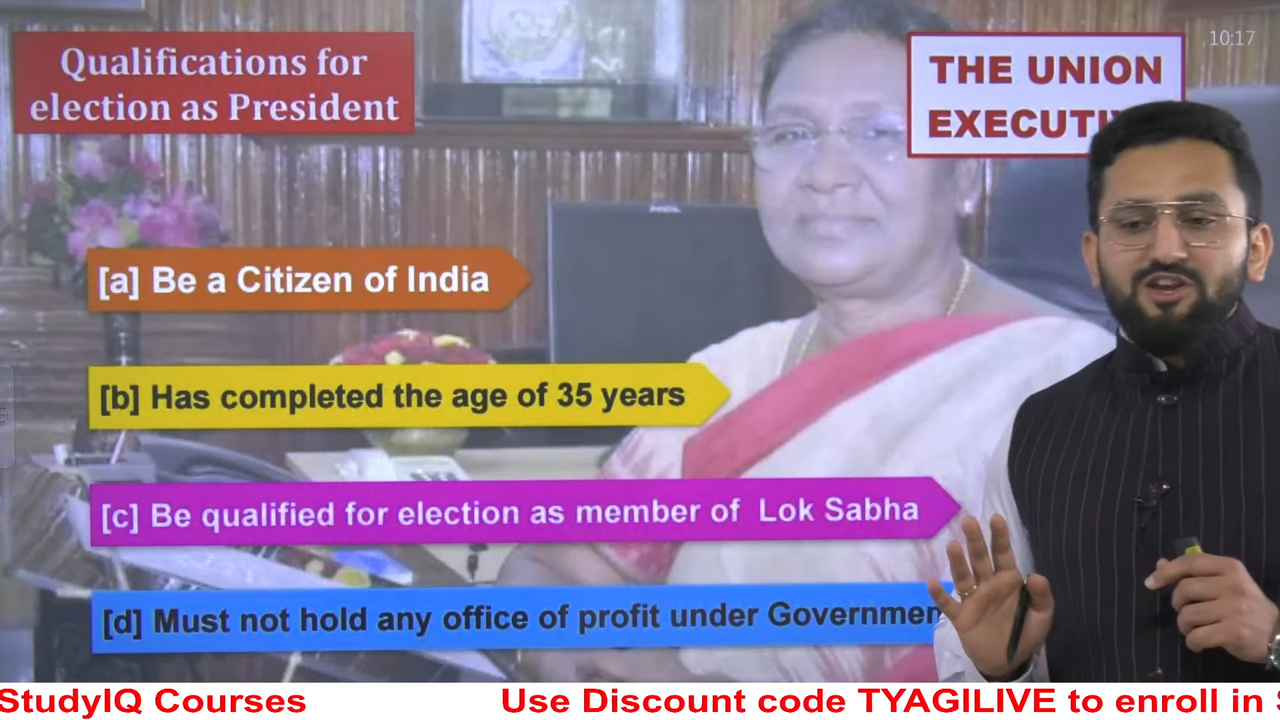 Qualifications for
election as President
THE UNION
10:17
[a] Be a Citizen of India
[b] Has completed the age of 35 years
[c] Be qualified for election as member of Lok Sabha
[d] Must not hold any office of profit under
StudyIQ Courses
Use Discount code TYAGILIVE to enroll in